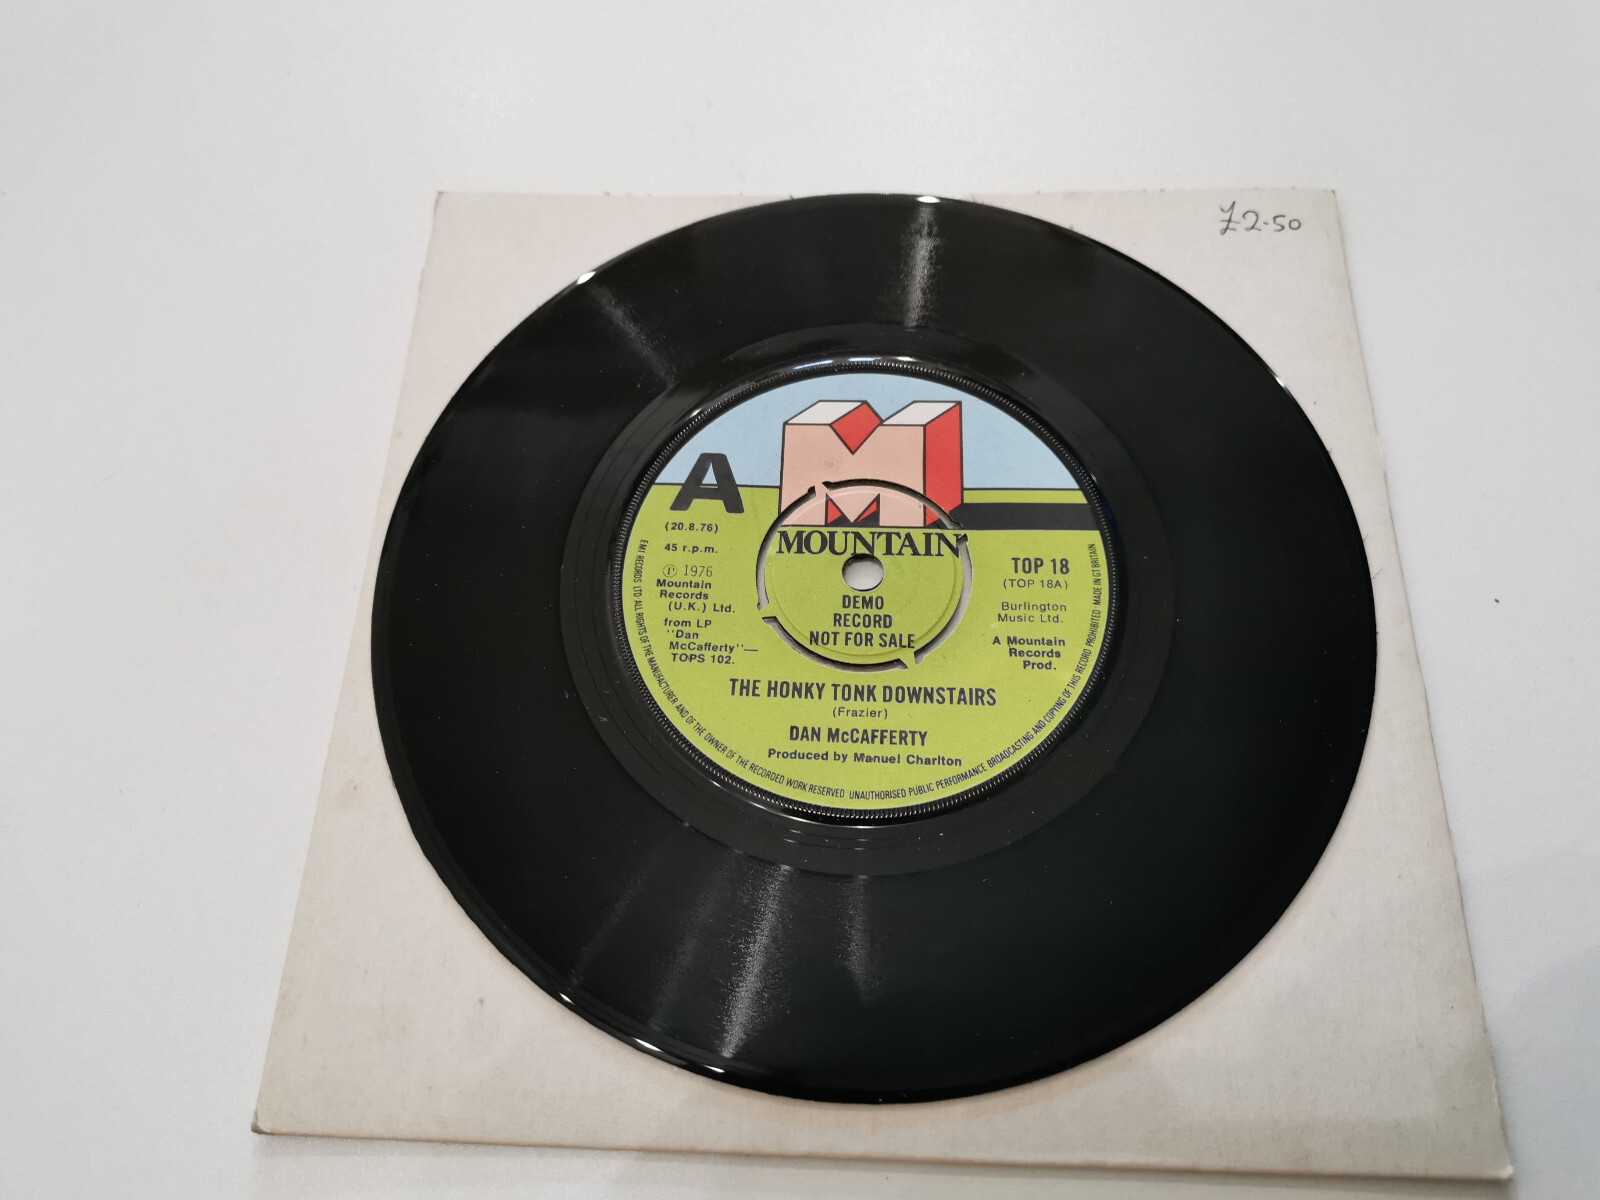 £2-50
A
(20.8.76)
45 r.p.m.
Ⓟ 1976
Mountain
Records
(U.K.) Ltd.
from LP
"Dan
McCafferty"—
TOPS 102.
MOUNTAIN
DEMO
RECORD
NOT FOR SALE
TOP 18
(TOP 18A)
Burlington
Music Ltd.
A Mountain
Records
Prod.
THE HONKY TONK DOWNSTAIRS
(Frazier)
DAN McCAFFERTY
Produced by Manuel Charlton
EMI RECORDS LTD ALL RIGHTS OF THE MANUFACTURER AND OF THE OWNER OF THE RECORDED WORK RESERVED UNAUTHORISED PUBLIC PERFORMANCE BROADCASTING AND COPYING OF THIS RECORD PROHIBITED MADE IN GT BRITAIN